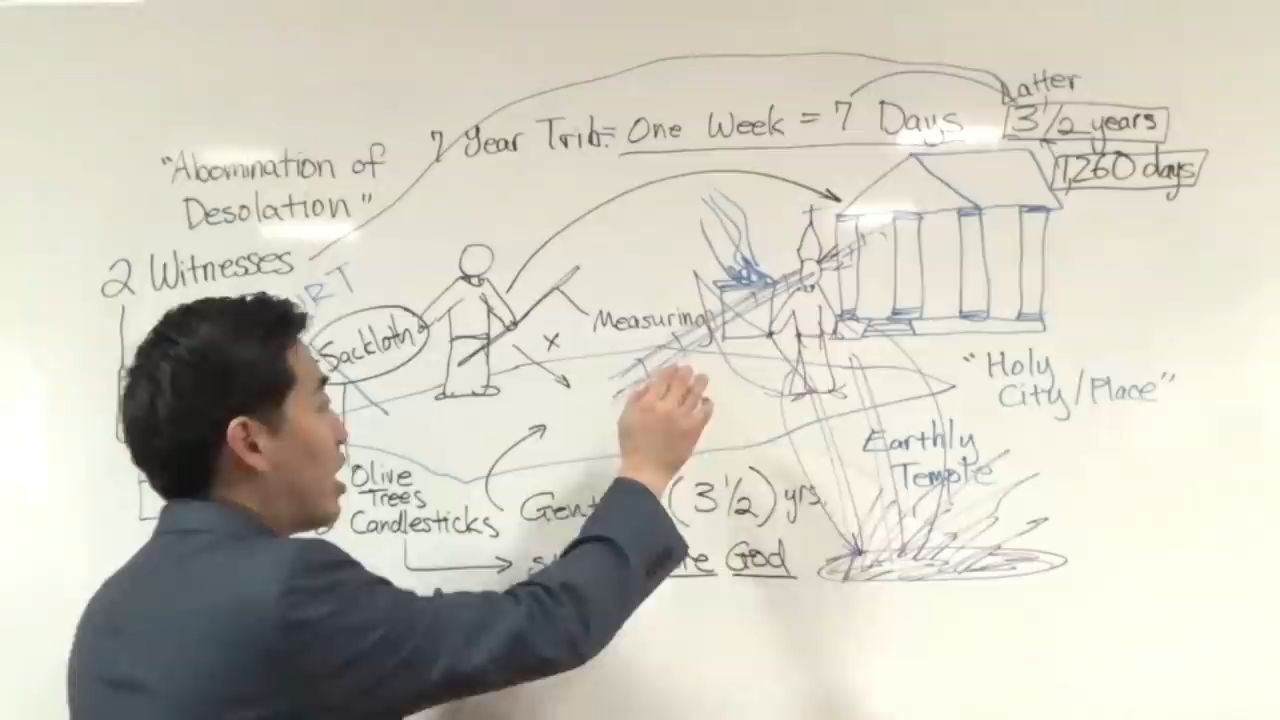 Latter
7 Year Trib= One Week = 7 Days
3 1/2 years
1,260 days
"Abomination of
Desolation"
2 Witnesses
Sackloth
Measuring
"Holy
City/Place"
Earthly
Temple
Olive
Trees
Candlesticks
(3 1/2) yrs.
God